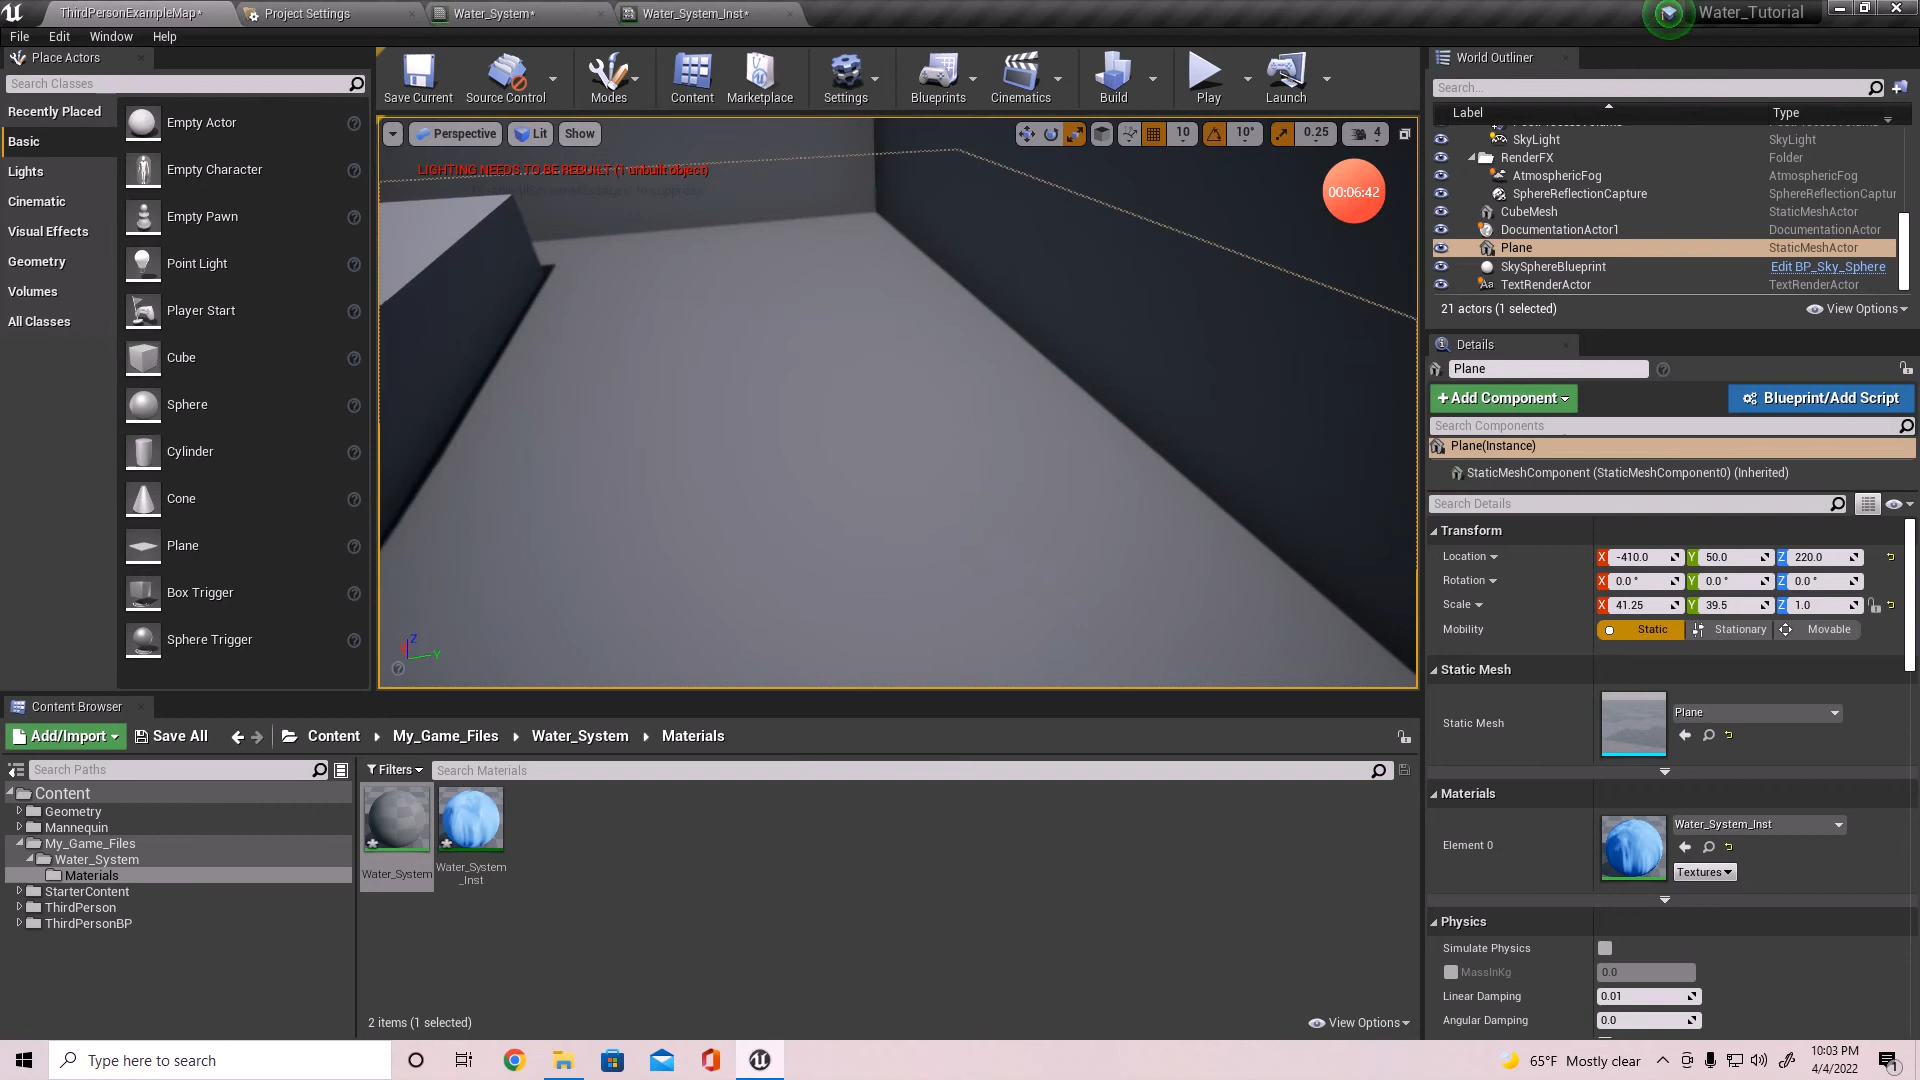 ThirdPersonExampleMap*
Project Settings
Water_System*
Water_System_Inst*
Water_Tutorial
File
Edit
Window
Help
Place Actors
Search Classes
Recently Placed
Basic
Lights
Cinematic
Visual Effects
Geometry
Volumes
All Classes
Empty Actor
Empty Character
Empty Pawn
Point Light
Player Start
Cube
Sphere
Cylinder
Cone
Plane
Box Trigger
Sphere Trigger
Save Current
Source Control
Modes
Content
Marketplace
Settings
Blueprints
Cinematics
Build
Play
Launch
Perspective
Lit
Show
10
10°
0.25
4
LIGHTING NEEDS TO BE REBUILT (1 unbuilt object)
to suppress
00:06:42
Z
Y
World Outliner
Search...
Label
Type
SkyLight
SkyLight
RenderFX
Folder
AtmosphericFog
AtmosphericFog
SphereReflectionCapture
SphereReflectionCaptur
CubeMesh
StaticMeshActor
DocumentationActor1
DocumentationActor
Plane
StaticMeshActor
SkySphereBlueprint
Edit BP_Sky_Sphere
TextRenderActor
TextRenderActor
21 actors (1 selected)
View Options
Details
Plane
+Add Component
Blueprint/Add Script
Search Components
Plane(Instance)
StaticMeshComponent (StaticMeshComponent0) (Inherited)
Search Details
Transform
Location
X -410.0
Y 50.0
Z 220.0
Rotation
X 0.0 °
Y 0.0 °
Z 0.0 °
Scale
X 41.25
Y 39.5
Z 1.0
Mobility
Static
Stationary
Movable
Static Mesh
Static Mesh
Plane
Materials
Element 0
Water_System_Inst
Textures
Physics
Simulate Physics
MassInKg
0.0
Linear Damping
0.01
Angular Damping
0.0
Content Browser
Add/Import
Save All
Content
My_Game_Files
Water_System
Materials
Search Paths
Filters
Search Materials
Content
Geometry
Mannequin
My_Game_Files
Water_System
Materials
StarterContent
ThirdPerson
ThirdPersonBP
Water_System
Water_System
_Inst
2 items (1 selected)
View Options
Type here to search
65°F Mostly clear
10:03 PM
4/4/2022
1